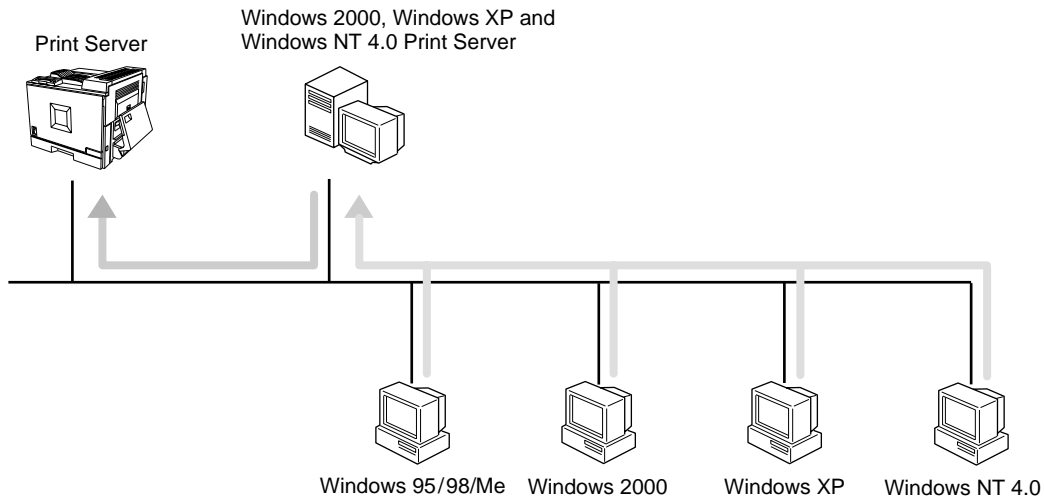 Windows 2000, Windows XP and
Windows NT 4.0 Print Server
Print Server
Windows 95/98/Me
Windows 2000
Windows XP
Windows NT 4.0